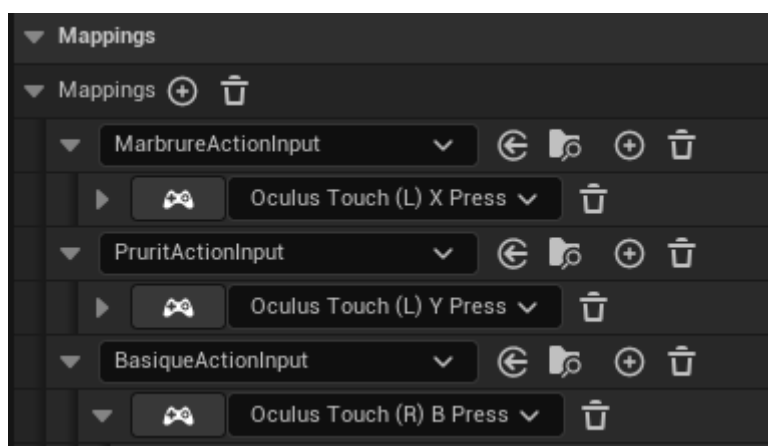 Mappings
Mappings
MarbrureActionInput
Oculus Touch (L) X Press
PruritActionInput
Oculus Touch (L) Y Press
BasiqueActionInput
Oculus Touch (R) B Press